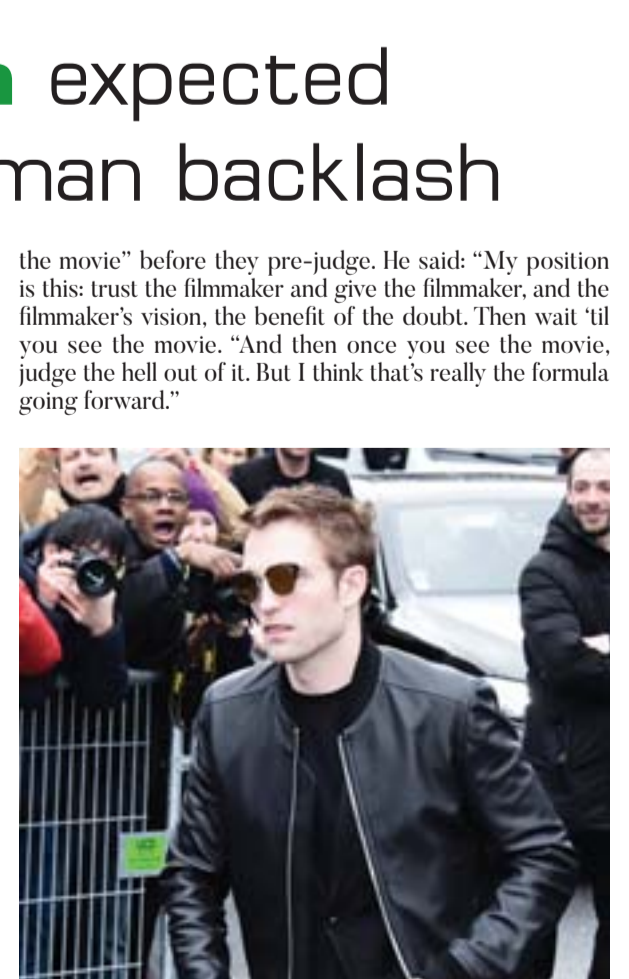 expected
man backlash
the movie” before they pre-judge. He said: “My position
is this: trust the filmmaker and give the filmmaker, and the
filmmaker’s vision, the benefit of the doubt. Then wait ‘til
you see the movie. “And then once you see the movie,
judge the hell out of it. But I think that’s really the formula
going forward.”